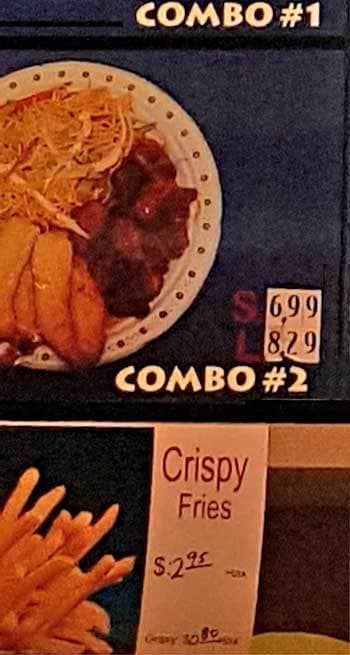 COMBO #1
S. 6,99
L. 8,29
COMBO #2
Crispy
Fries
$:2 95